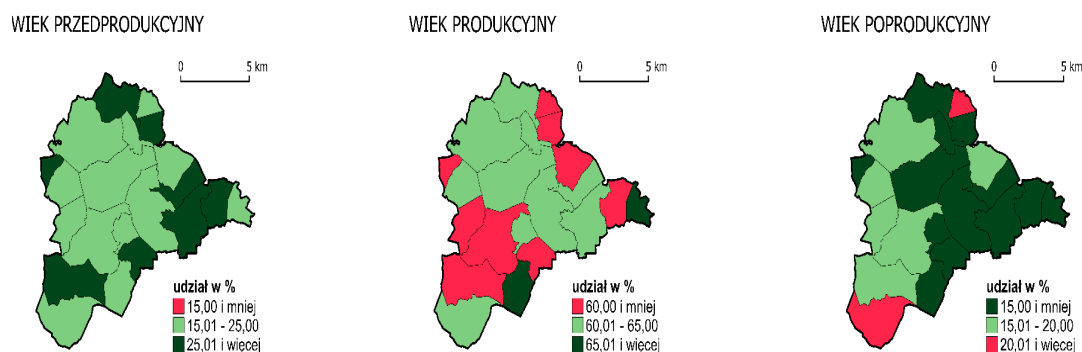 WIEK PRZEDPRODUKCYJNY
0 5 km
udział w %
15,00 i mniej
15,01 - 25,00
25,01 i więcej
WIEK PRODUKCYJNY
0 5 km
udział w %
60,00 i mniej
60,01 - 65,00
65,01 i więcej
WIEK POPRODUKCYJNY
0 5 km
udział w %
15,00 i mniej
15,01 - 20,00
20,01 i więcej